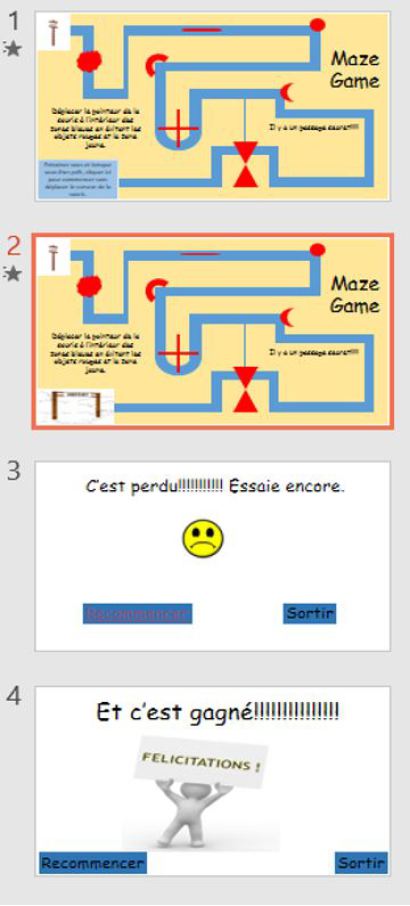 1
Maze
Game
Déplacer le pointeur de la
souris à l'intérieur des
zones bleues en évitant les
objets rouges et la zone
jaune.
Il y a un passage secret!!!!
2
Maze
Game
Déplacer le pointeur de la
souris à l'intérieur des
zones bleues en évitant les
objets rouges et la zone
jaune.
Il y a un passage secret!!!!
3
C'est perdu!!!!!!!!!!! Essaie encore.
Recommencer
Sortir
4
Et c'est gagné!!!!!!!!!!!!!!!
FELICITATIONS !
Recommencer
Sortir